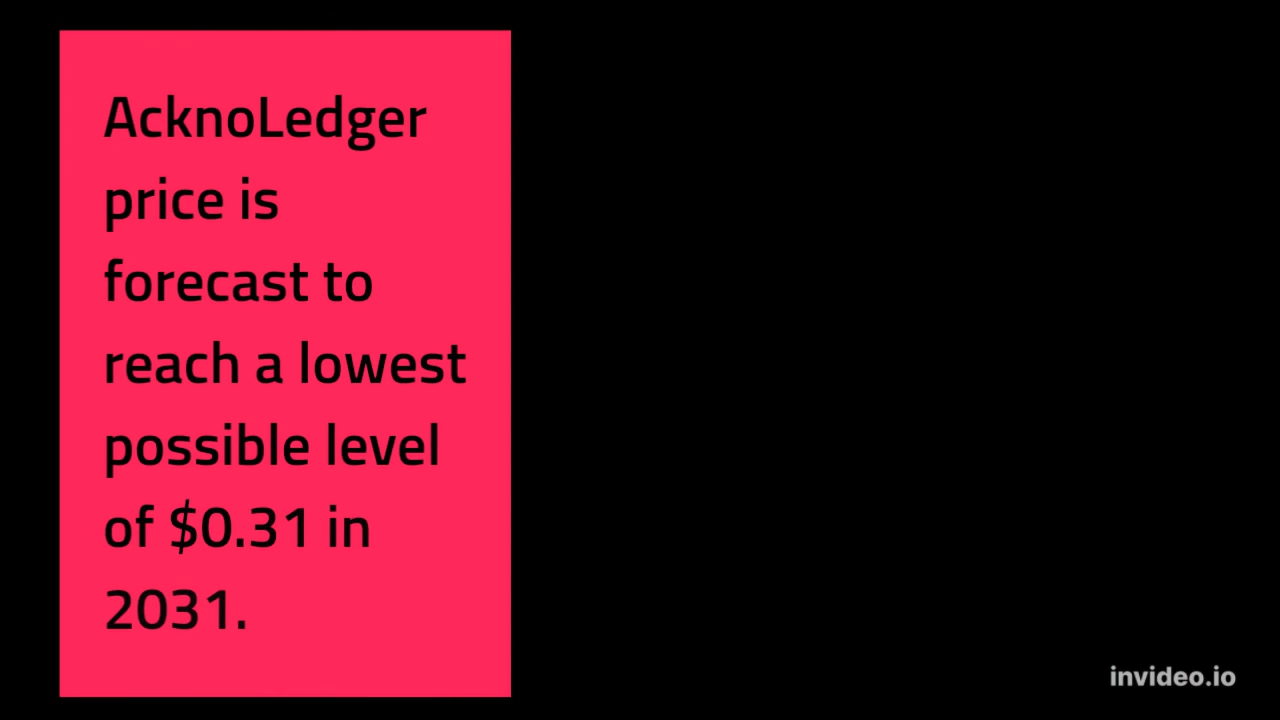 AcknoLedger
price is
forecast to
reach a lowest
possible level
of $0.31 in
2031.
invideo.io